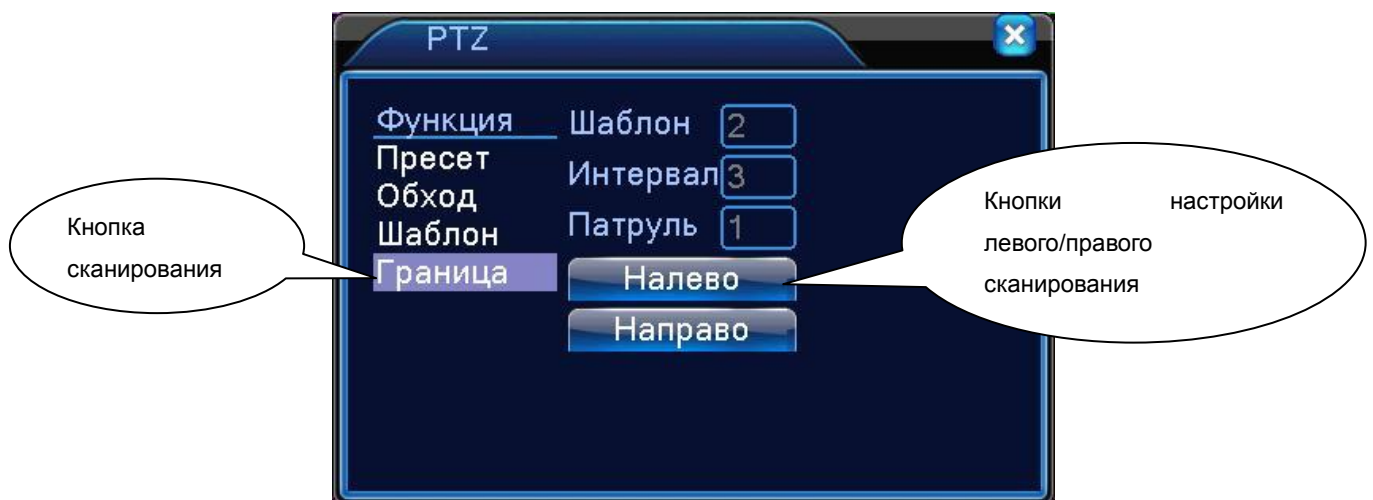 PTZ
Функция
Шаблон 2
Пресет
Интервал 3
Обход
Патруль 1
Шаблон
Граница
Налево
Направо
Кнопка
сканирования
Кнопки настройки
левого/правого
сканирования